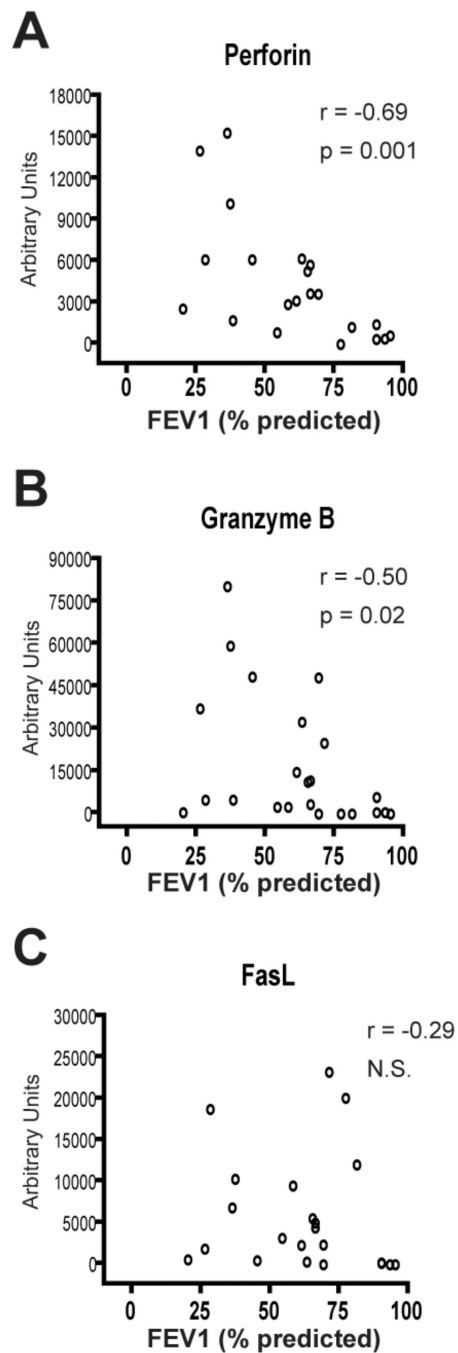 A
Perforin
r = -0.69
p = 0.001
18000
15000
12000
9000
6000
3000
0
Arbitrary Units
0 25 50 75 100
FEV1 (% predicted)
B
Granzyme B
r = -0.50
p = 0.02
90000
75000
60000
45000
30000
15000
0
Arbitrary Units
0 25 50 75 100
FEV1 (% predicted)
C
FasL
r = -0.29
N.S.
30000
25000
20000
15000
10000
5000
0
Arbitrary Units
0 25 50 75 100
FEV1 (% predicted)